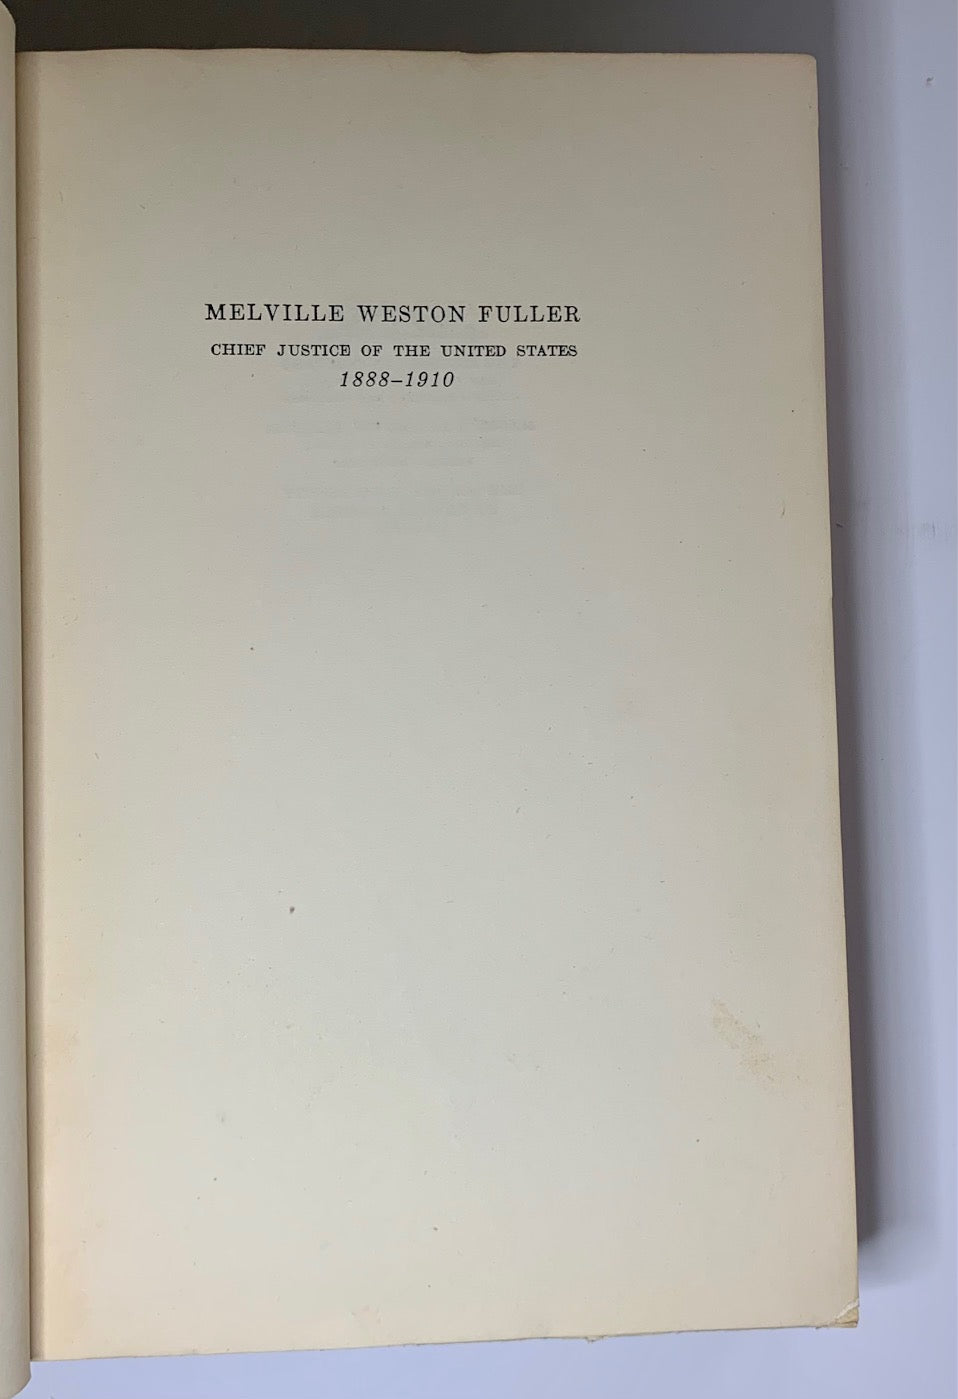 MELVILLE WESTON FULLER
CHIEF JUSTICE OF THE UNITED STATES
1888–1910